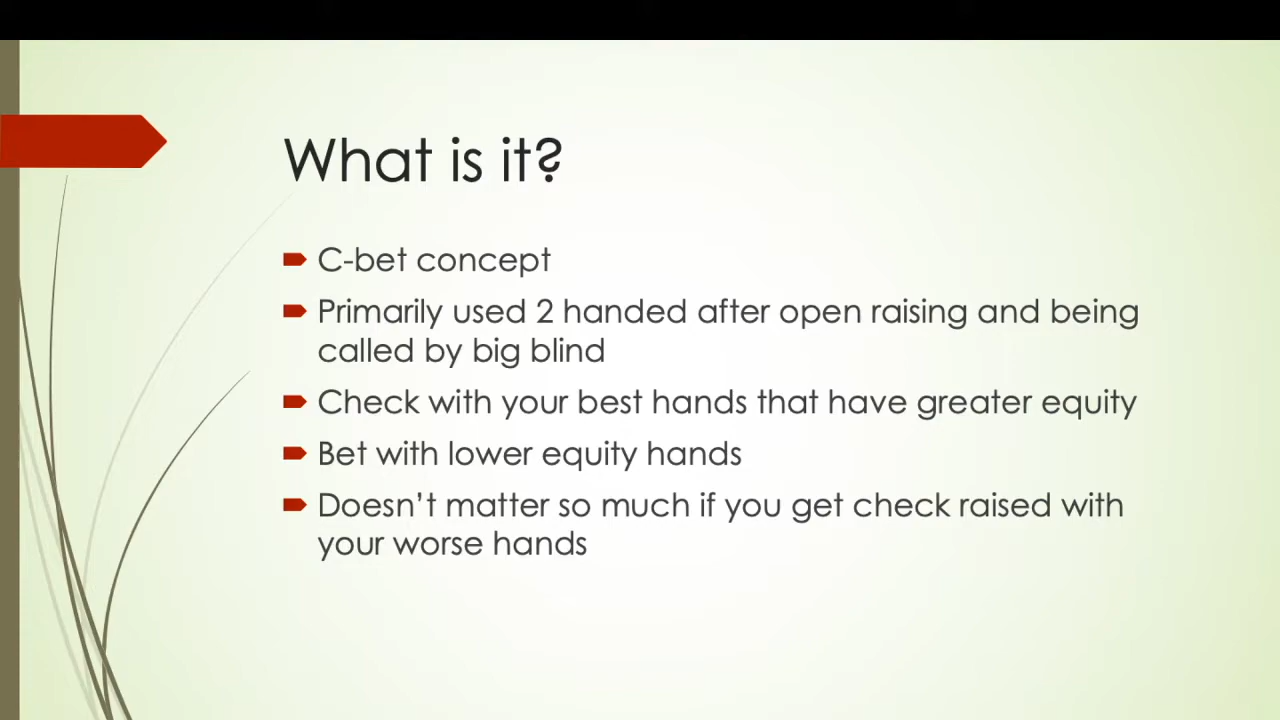 What is it?
C-bet concept
Primarily used 2 handed after open raising and being
called by big blind
Check with your best hands that have greater equity
Bet with lower equity hands
Doesn't matter so much if you get check raised with
your worse hands